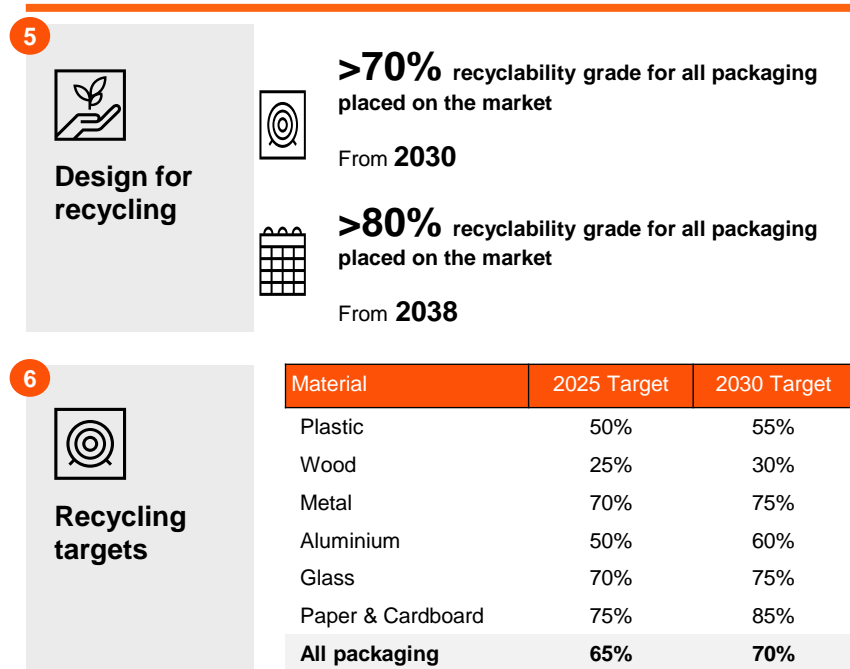 5
Design for
recycling
>70% recyclability grade for all packaging
placed on the market
From 2030
>80% recyclability grade for all packaging
placed on the market
From 2038
6
Recycling
targets
Material 2025 Target 2030 Target
Plastic 50% 55%
Wood 25% 30%
Metal 70% 75%
Aluminium 50% 60%
Glass 70% 75%
Paper & Cardboard 75% 85%
All packaging 65% 70%